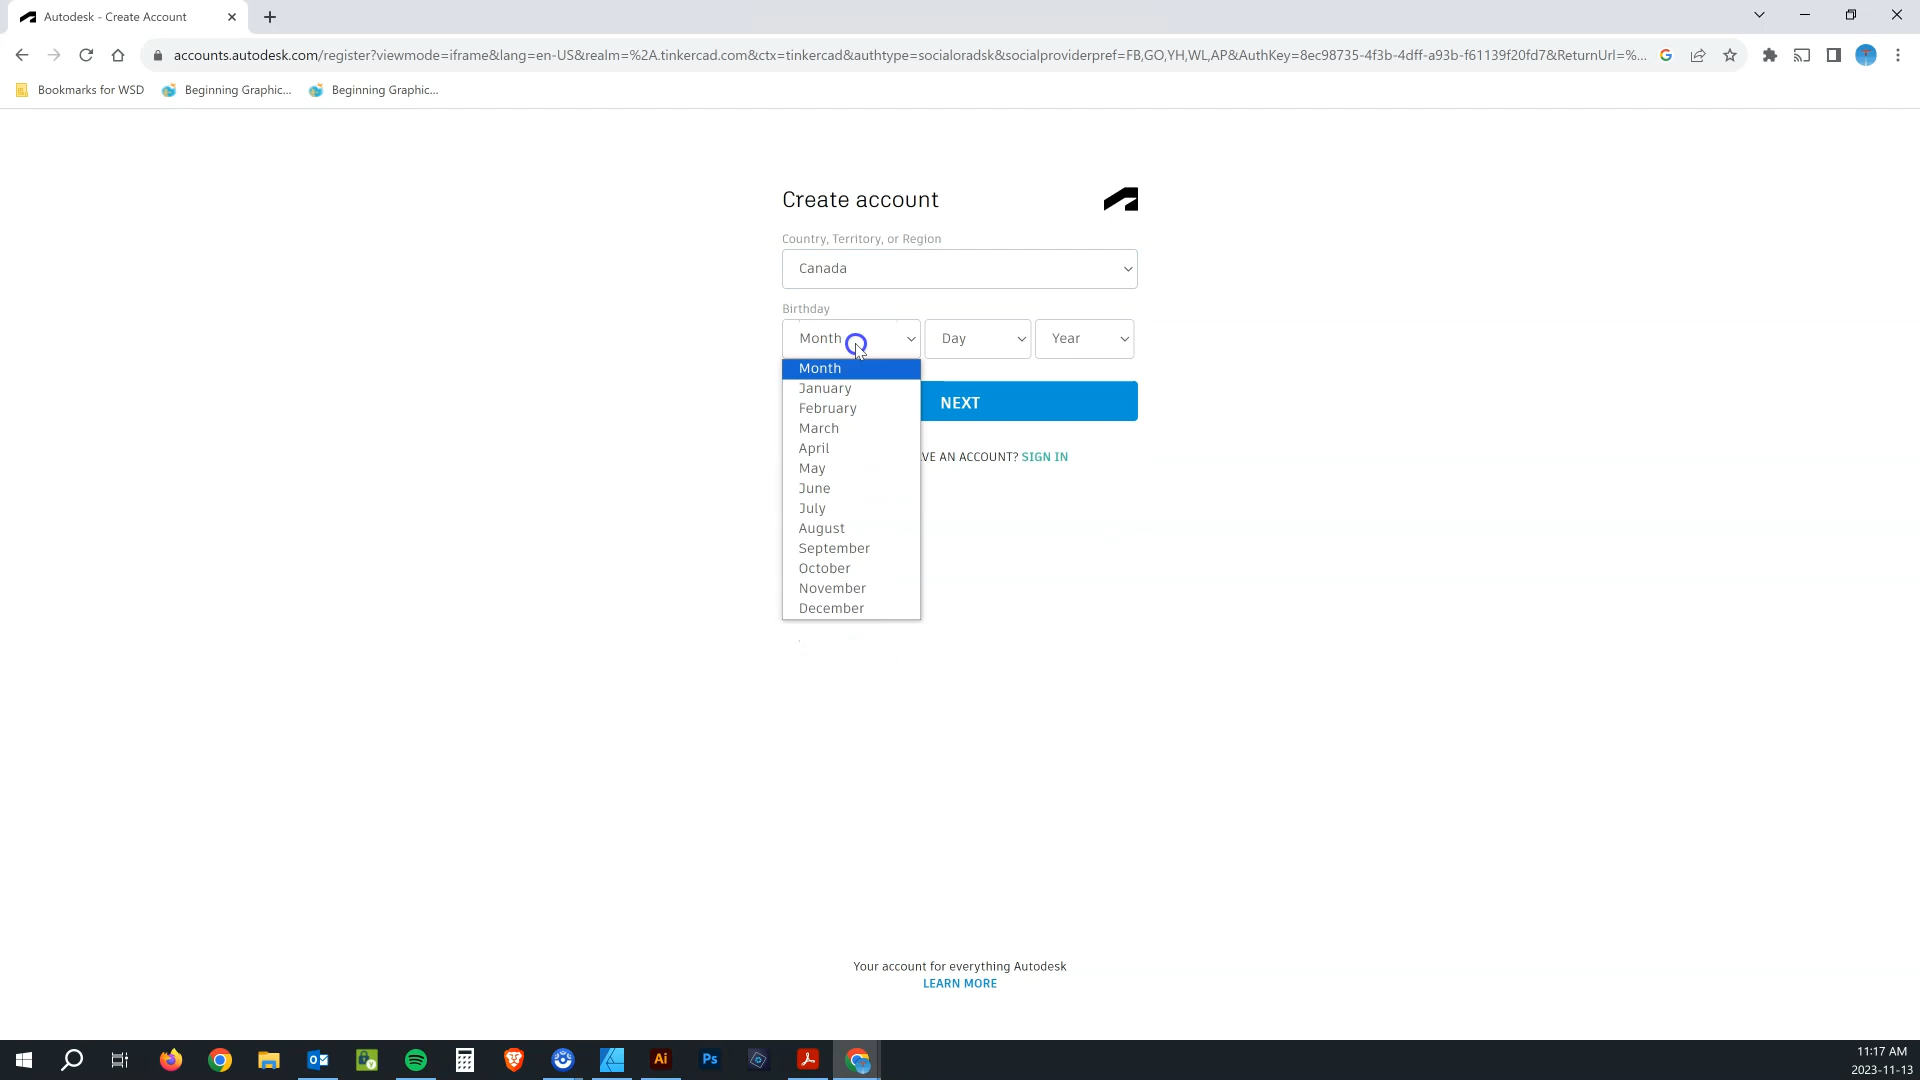 Autodesk - Create Account
accounts.autodesk.com/register?viewmode=iframe&lang=en-US&realm=%2A.tinkercad.com&ctx=tinkercad&authtype=socialoradsk&socialproviderpref=FB,GO,YH,WL,AP&AuthKey=8ec98735-4f3b-4dff-a93b-f61139f20fd7&ReturnUrl=%...
Bookmarks for WSD
Beginning Graphic...
Beginning Graphic...
Create account
Country, Territory, or Region
Canada
Birthday
Month
Day
Year
Month
January
February
March
April
May
June
July
August
September
October
November
December
NEXT
VE AN ACCOUNT? SIGN IN
Your account for everything Autodesk
LEARN MORE
Ai
Ps
11:17 AM
2023-11-13